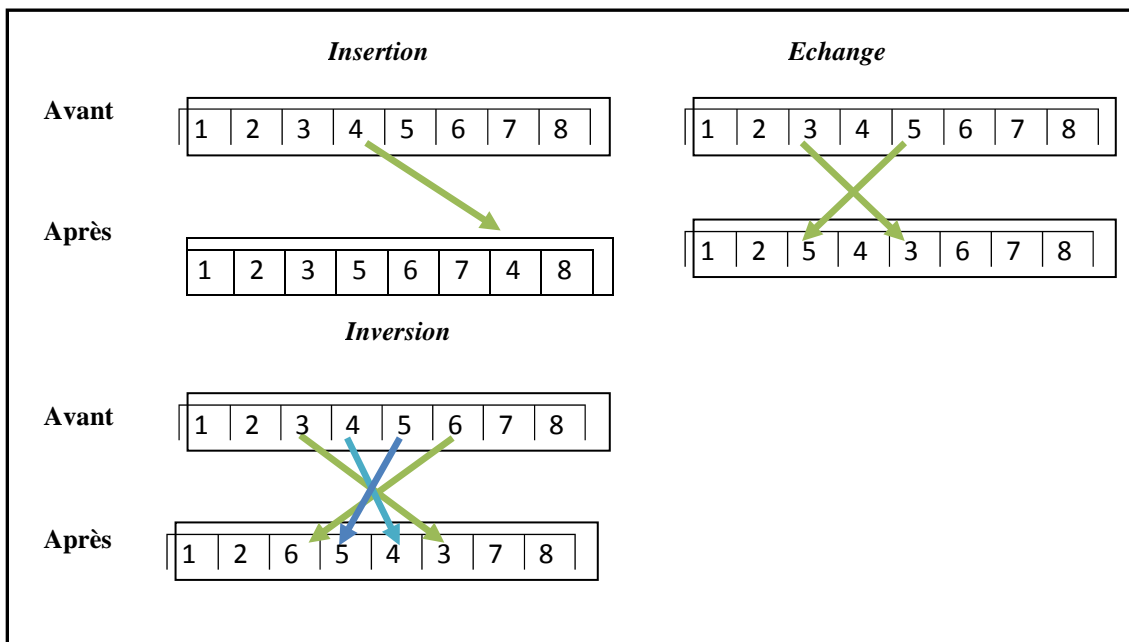 Insertion
Echange
Avant
1 2 3 4 5 6 7 8
1 2 3 4 5 6 7 8
Après
1 2 3 5 6 7 4 8
1 2 5 4 3 6 7 8
Inversion
Avant
1 2 3 4 5 6 7 8
Après
1 2 6 5 4 3 7 8